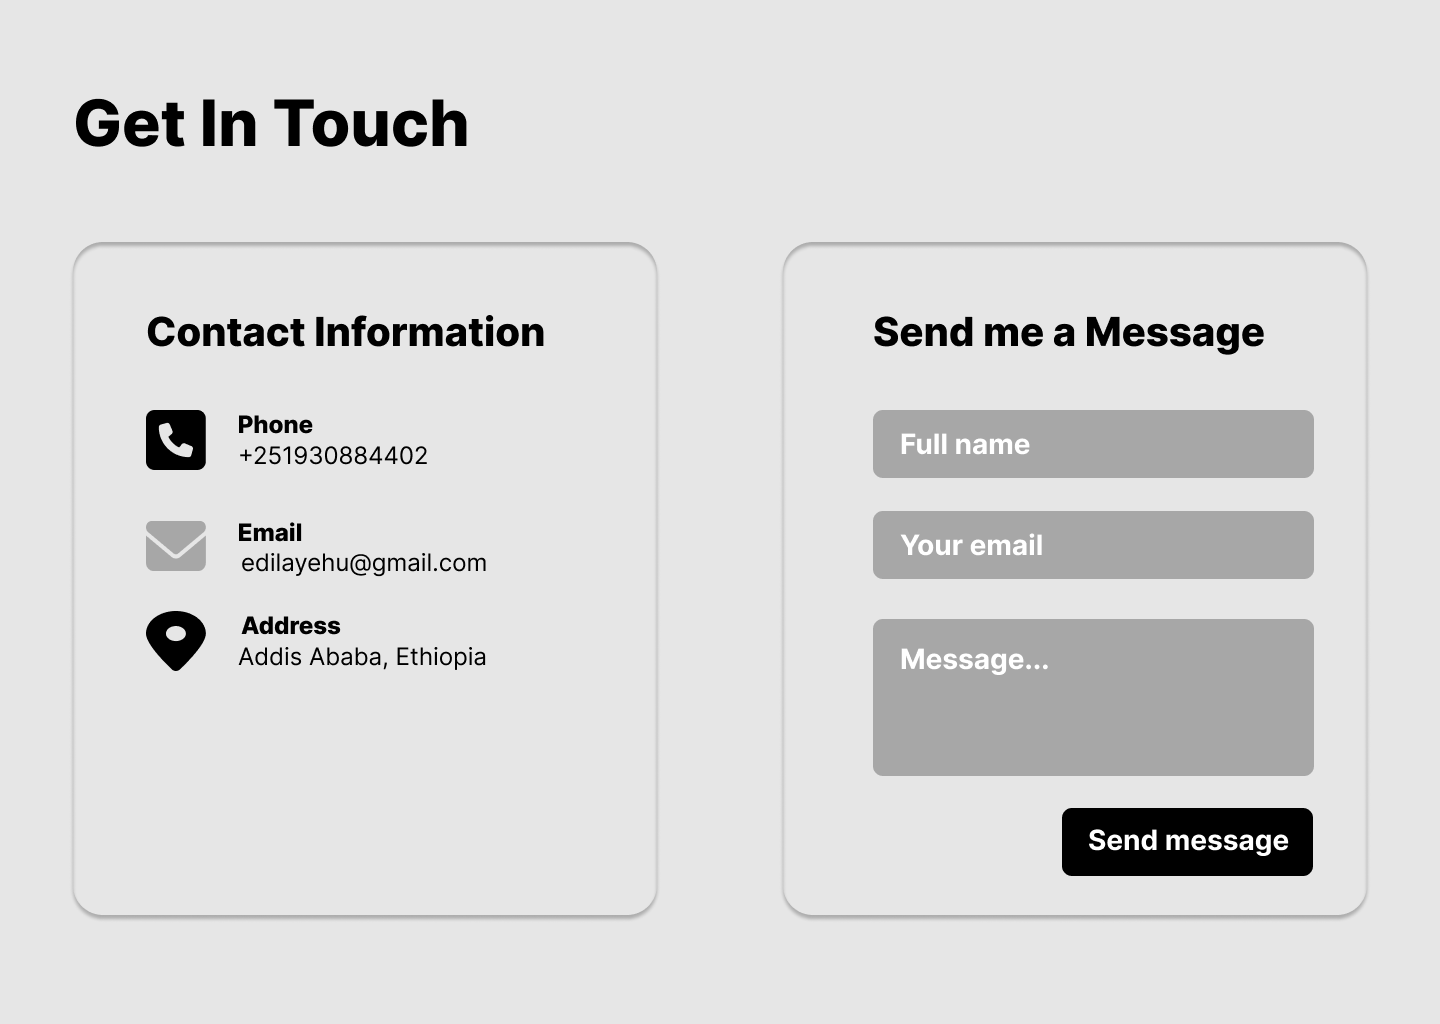 Get In Touch
Contact Information
Phone
+251930884402
Email
edilayehu@gmail.com
Address
Addis Ababa, Ethiopia
Send me a Message
Full name
Your email
Message...
Send message